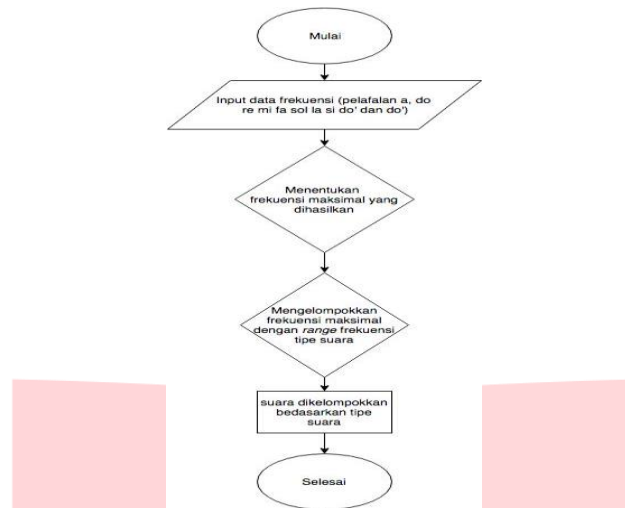 Mulai
Input data frekuensi (pelafalan a, do
re mi fa sol la si do' dan do')
Menentukan
frekuensi maksimal yang
dihasilkan
Mengelompokkan
frekuensi maksimal
dengan range frekuensi
tipe suara
suara dikelompokkan
bedasarkan tipe
suara
Selesai